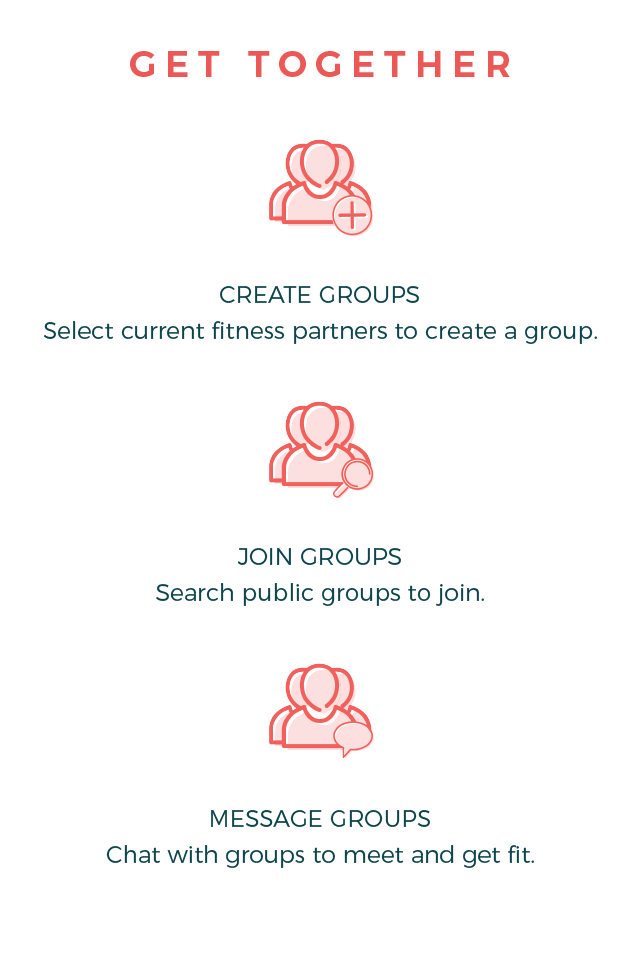 GET TOGETHER
CREATE GROUPS
Select current fitness partners to create a group.
JOIN GROUPS
Search public groups to join.
MESSAGE GROUPS
Chat with groups to meet and get fit.